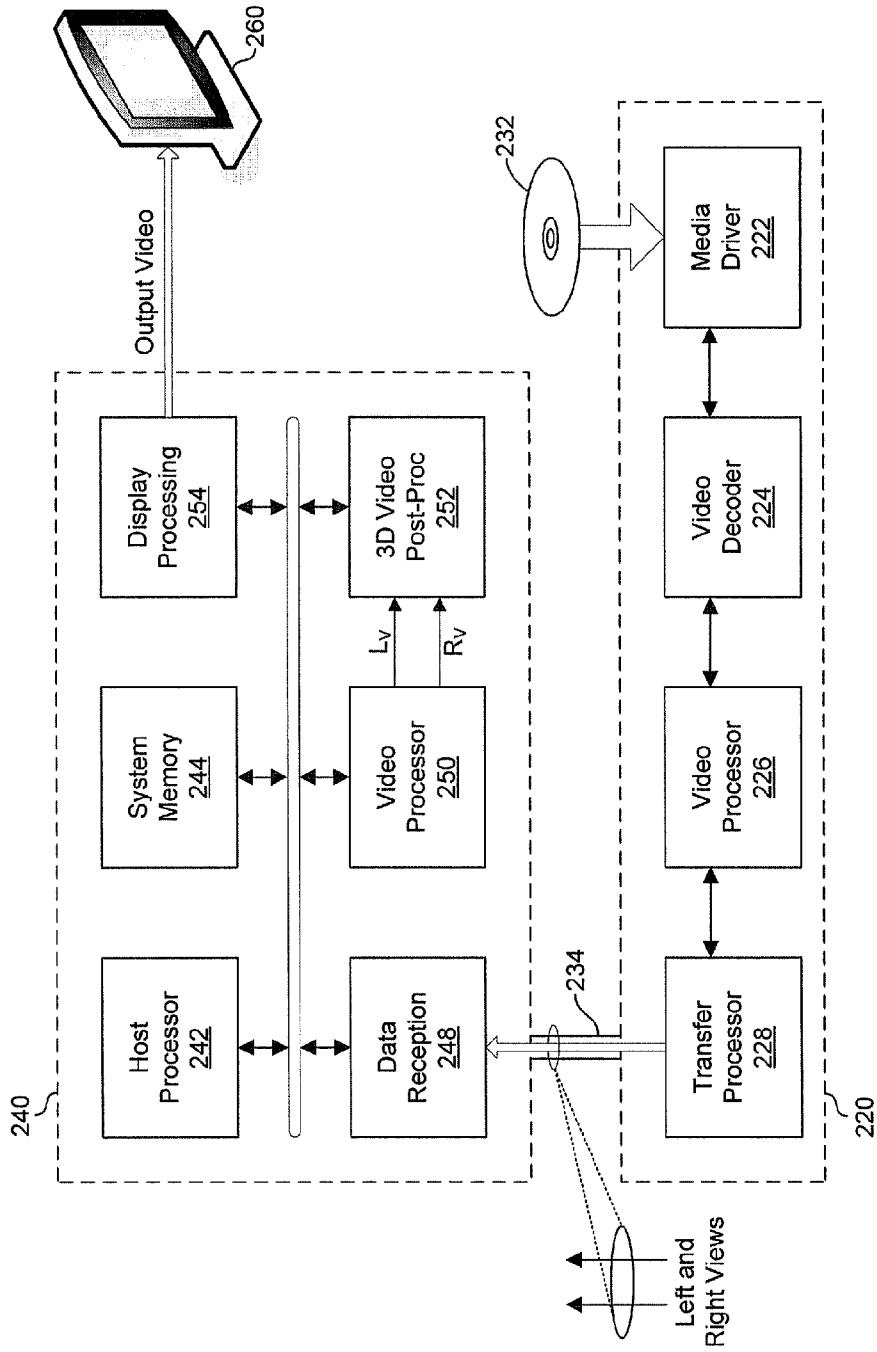 240
Host
Processor
242
System
Memory
244
Display
Processing
254
Output Video
260
Data
Reception
248
Video
Processor
250
Lv
Rv
3D Video
Post-Proc
252
Left and
Right Views
234
232
Transfer
Processor
228
Video
Processor
226
Video
Decoder
224
Media
Driver
222
220